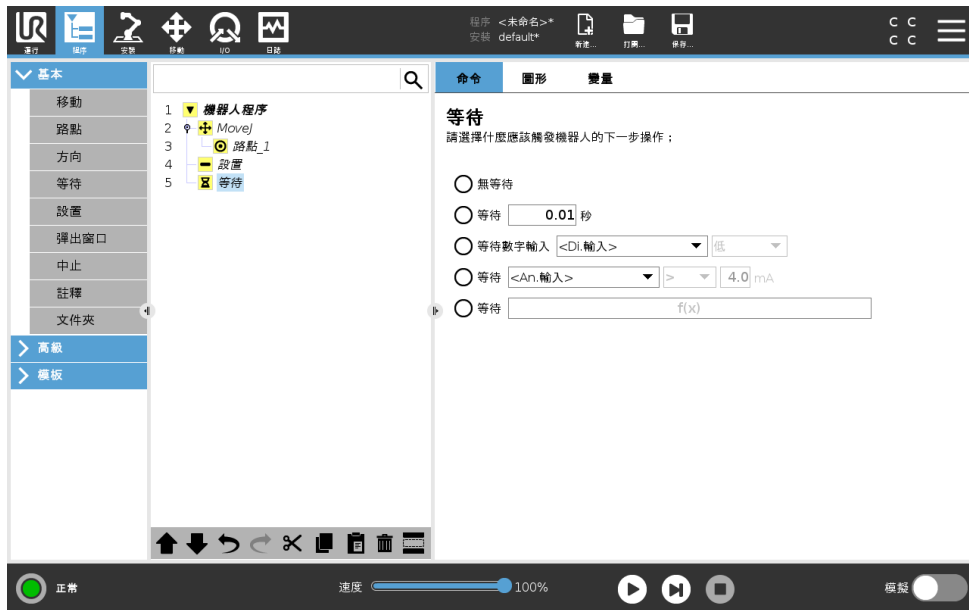 UR
運行
程序
安裝
移動
I/O
日誌
程序 <未命名>*
安裝 default*
新建...
打開...
保存...
C C
C C
基本
移動
路點
方向
等待
設置
彈出窗口
中止
註釋
文件夾
高級
模板
1 機器人程序
2 MoveJ
3 路點_1
4 設置
5 等待
命令 圖形 變量
等待
請選擇什麼應該觸發機器人的下一步操作；
無等待
等待 0.01 秒
等待數字輸入 <Di.輸入> 低
等待 <An.輸入> > 4.0 mA
等待 f(x)
正常
速度 100%
模擬